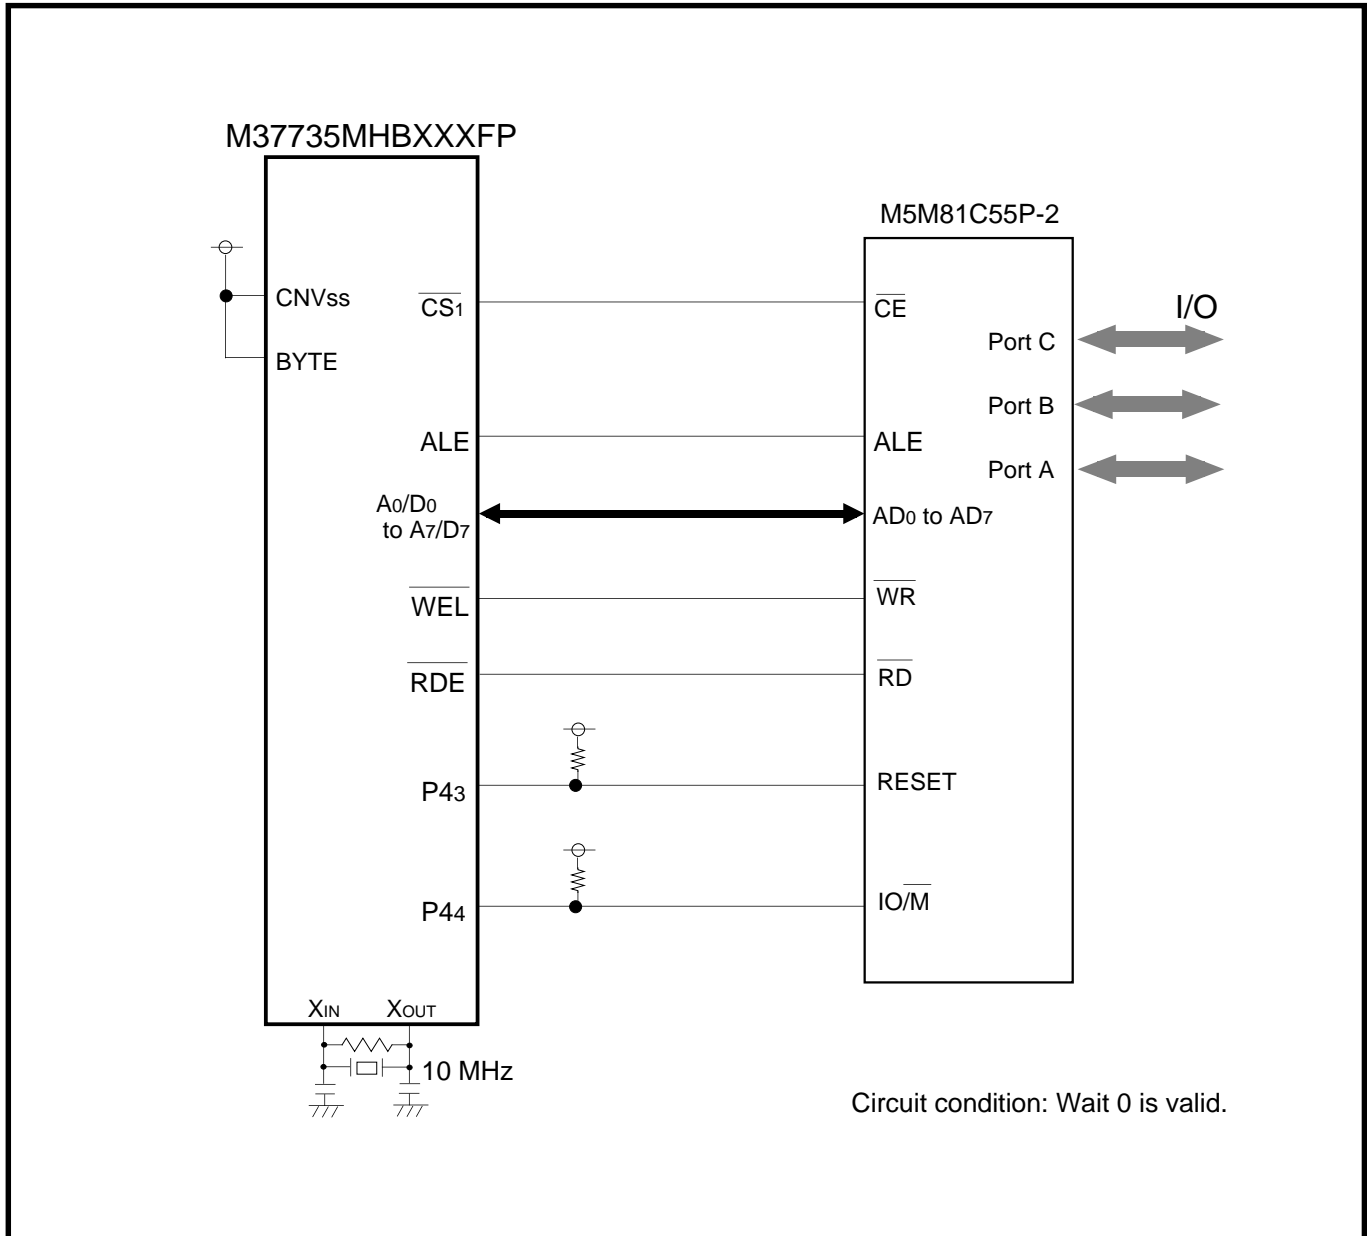 M37735MHBXXXFP
M5M81C55P-2
CNVss
BYTE
CS1
ALE
A0/D0
to A7/D7
WEL
RDE
P43
P44
XIN
XOUT
10 MHz
CE
ALE
AD0 to AD7
WR
RD
RESET
IO/M
I/O
Port C
Port B
Port A
Circuit condition: Wait 0 is valid.